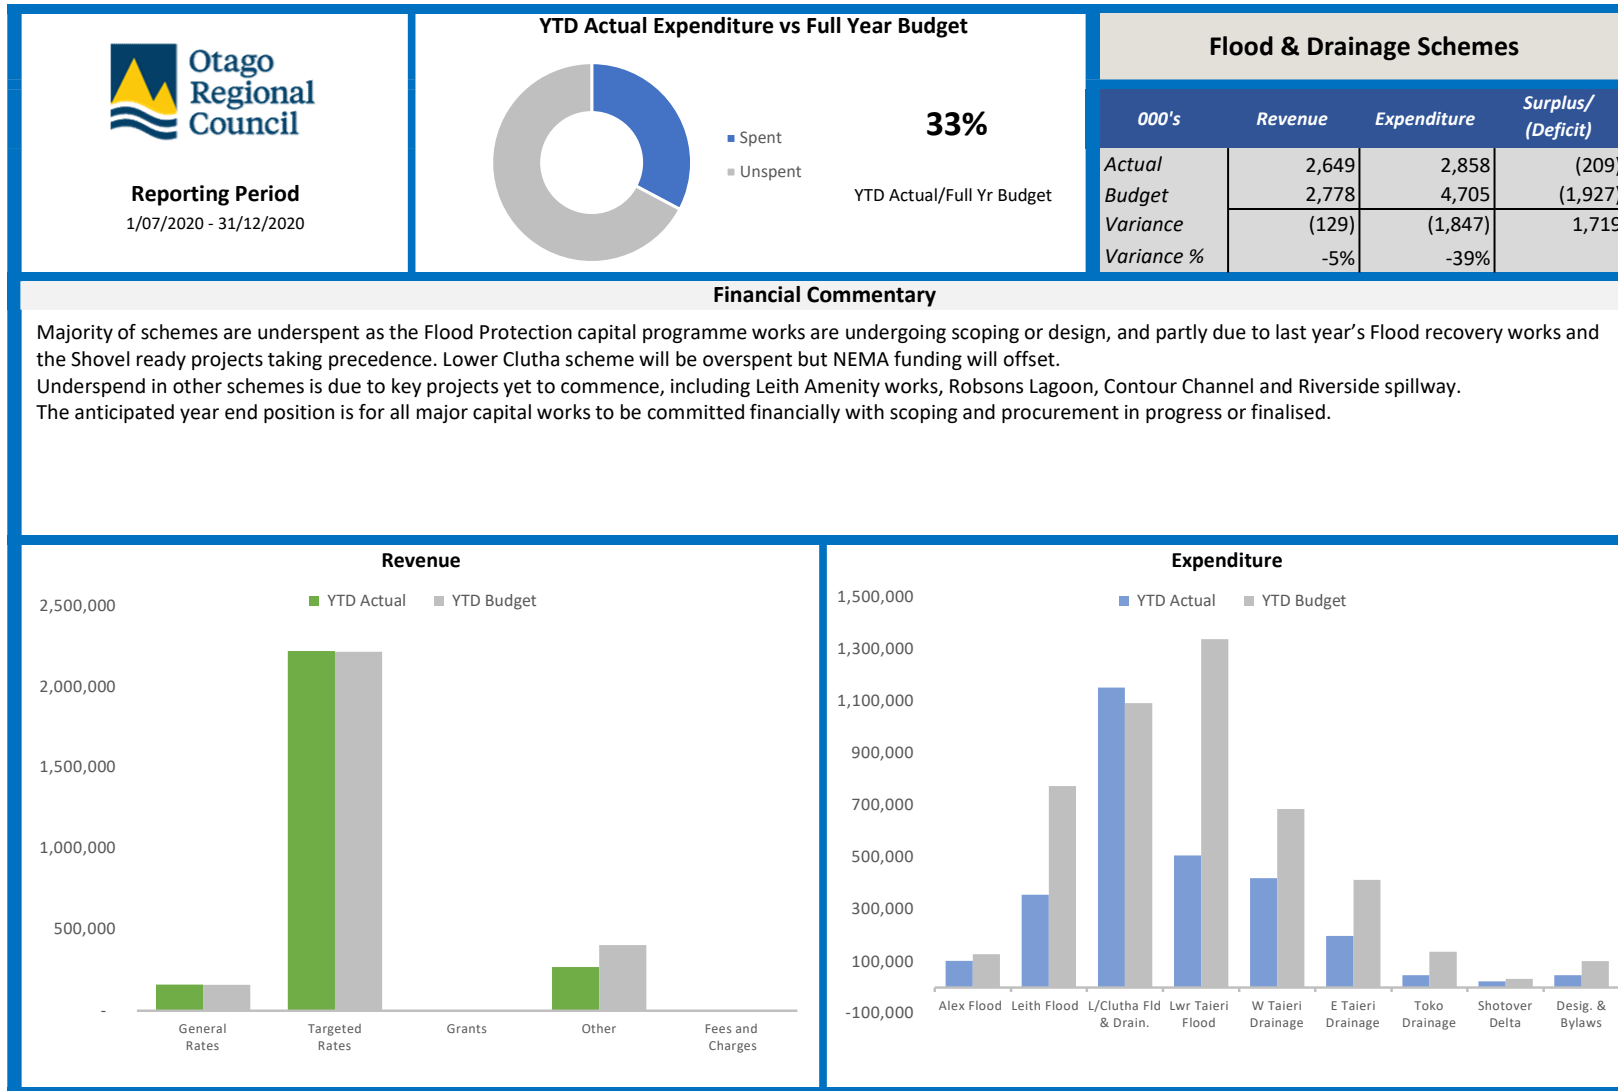 Otago
Regional
Council
Reporting Period
1/07/2020 - 31/12/2020
YTD Actual Expenditure vs Full Year Budget
Spent
Unspent
33%
YTD Actual/Full Yr Budget
Flood & Drainage Schemes
000's Revenue Expenditure Surplus/ (Deficit)
Actual 2,649 2,858 (209)
Budget 2,778 4,705 (1,927)
Variance (129) (1,847) 1,719
Variance % -5% -39%
Financial Commentary
Majority of schemes are underspent as the Flood Protection capital programme works are undergoing scoping or design, and partly due to last year’s Flood recovery works and
the Shovel ready projects taking precedence. Lower Clutha scheme will be overspent but NEMA funding will offset.
Underspend in other schemes is due to key projects yet to commence, including Leith Amenity works, Robsons Lagoon, Contour Channel and Riverside spillway.
The anticipated year end position is for all major capital works to be committed financially with scoping and procurement in progress or finalised.
Revenue
YTD Actual YTD Budget
2,500,000
2,000,000
1,500,000
1,000,000
500,000
-
General Rates
Targeted Rates
Grants
Other
Fees and Charges
Expenditure
YTD Actual YTD Budget
1,500,000
1,300,000
1,100,000
900,000
700,000
500,000
300,000
100,000
-100,000
Alex Flood
Leith Flood
L/Clutha Fld & Drain.
Lwr Taieri Flood
W Taieri Drainage
E Taieri Drainage
Toko Drainage
Shotover Delta
Desig. & Bylaws